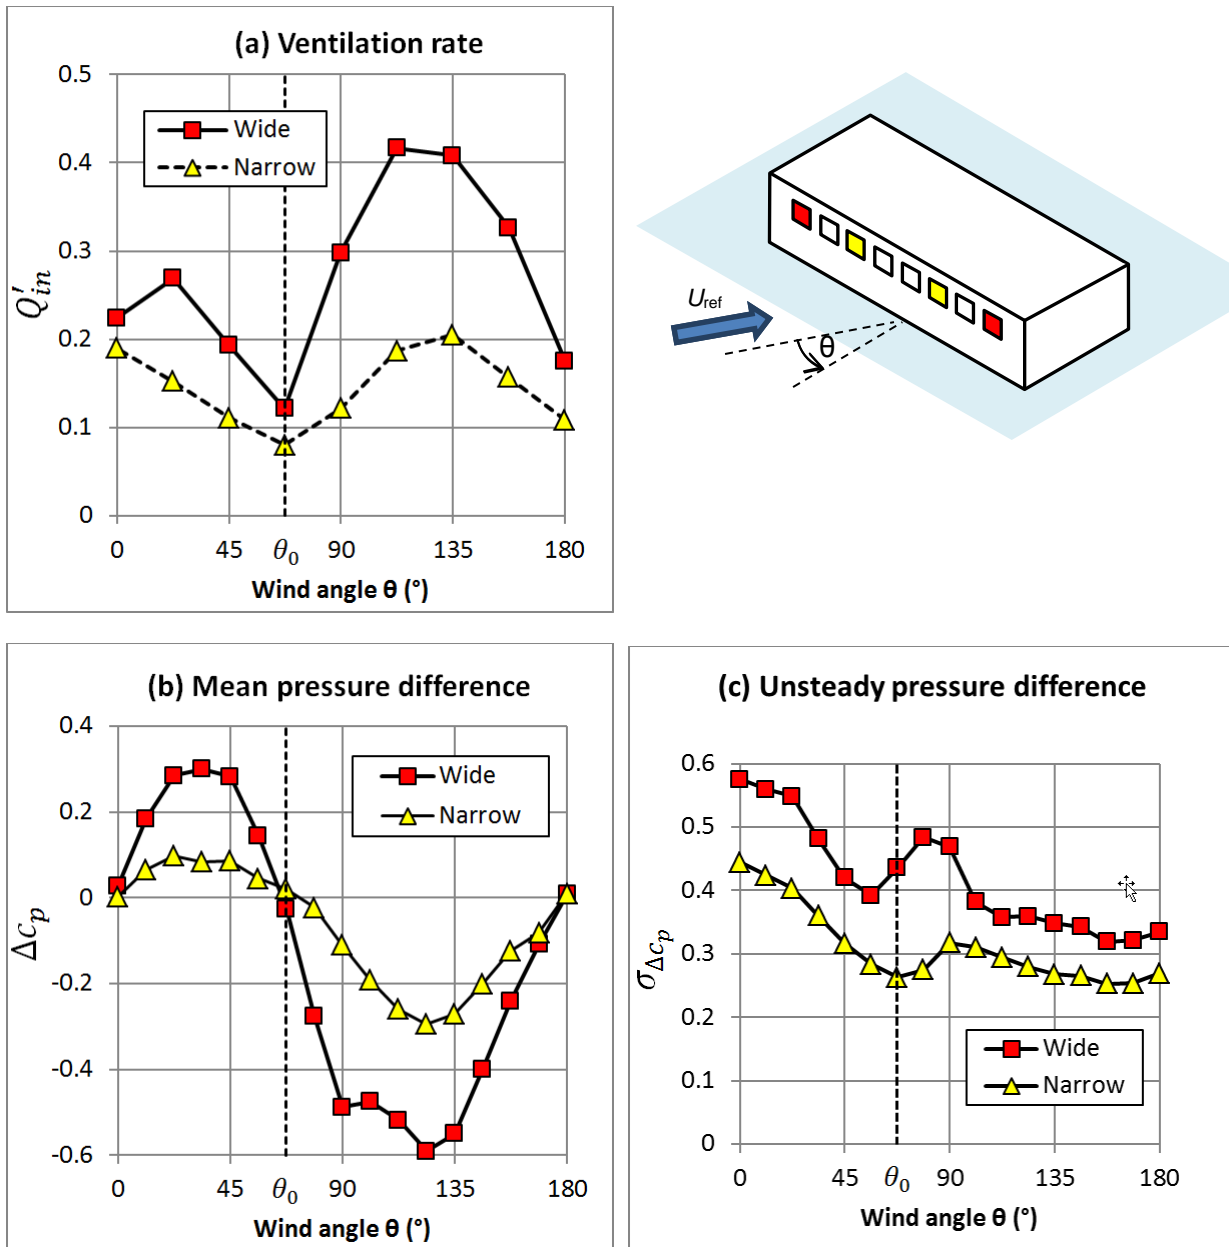 (a) Ventilation rate
0.5
0.4
0.3
0.2
0.1
0
Q'in
Wide
Narrow
0 45 θ0 90 135 180
Wind angle θ (°)
Uref
θ
(b) Mean pressure difference
0.4
0.2
0
-0.2
-0.4
-0.6
Δcp
Wide
Narrow
0 45 θ0 90 135 180
Wind angle θ (°)
(c) Unsteady pressure difference
0.6
0.5
0.4
0.3
0.2
0.1
0
σΔcp
Wide
Narrow
0 45 θ0 90 135 180
Wind angle θ (°)